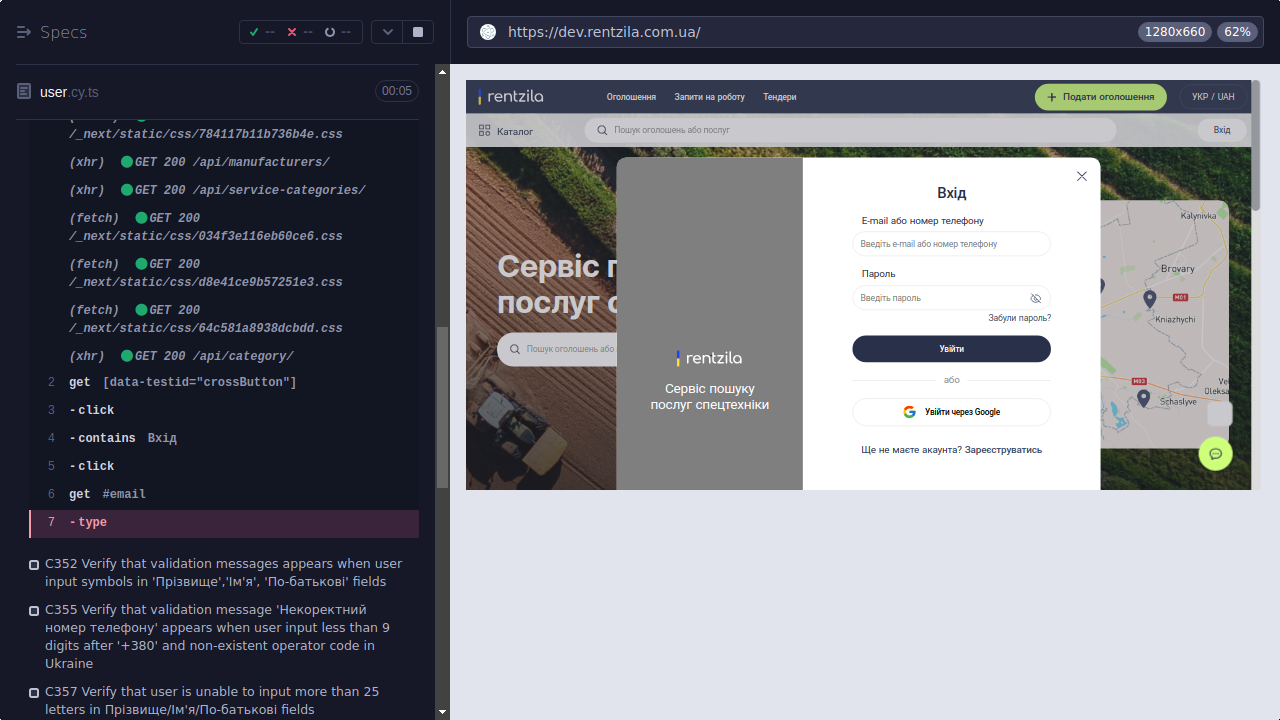 Specs
--
--
--
user.cy.ts
00:05
/_next/static/css/784117b11b736b4e.css
(xhr) GET 200 /api/manufacturers/
(xhr) GET 200 /api/service-categories/
(fetch) GET 200
/_next/static/css/034f3e116eb60ce6.css
(fetch) GET 200
/_next/static/css/d8e41ce9b57251e3.css
(fetch) GET 200
/_next/static/css/64c581a8938dcbdd.css
(xhr) GET 200 /api/category/
2 get [data-testid="crossButton"]
3 -click
4 -contains Вхід
5 -click
6 get #email
7 -type
C352 Verify that validation messages appears when user
input symbols in 'Прізвище','Ім'я', 'По-батькові' fields
C355 Verify that validation message 'Некоректний
номер телефону' appears when user input less than 9
digits after '+380' and non-existent operator code in
Ukraine
C357 Verify that user is unable to input more than 25
letters in Прізвище/Ім'я/По-батькові fields
https://dev.rentzila.com.ua/
1280x660
62%
rentzila
Оголошення
Запити на роботу
Тендери
+ Подати оголошення
УКР / UAH
Каталог
Пошук оголошень або послуг
Вхід
Сервіс п
послуг с
Пошук оголошень або
rentzila
Сервіс пошуку
послуг спецтехніки
Вхід
E-mail або номер телефону
Введіть e-mail або номер телефону
Пароль
Введіть пароль
Забули пароль?
Увійти
або
Увійти через Google
Ще не маєте акаунта? Зареєструватись
Kalynivka
Brovary
M01
Kniazhychi
M03
Vel
Oleksa
Schaslyve